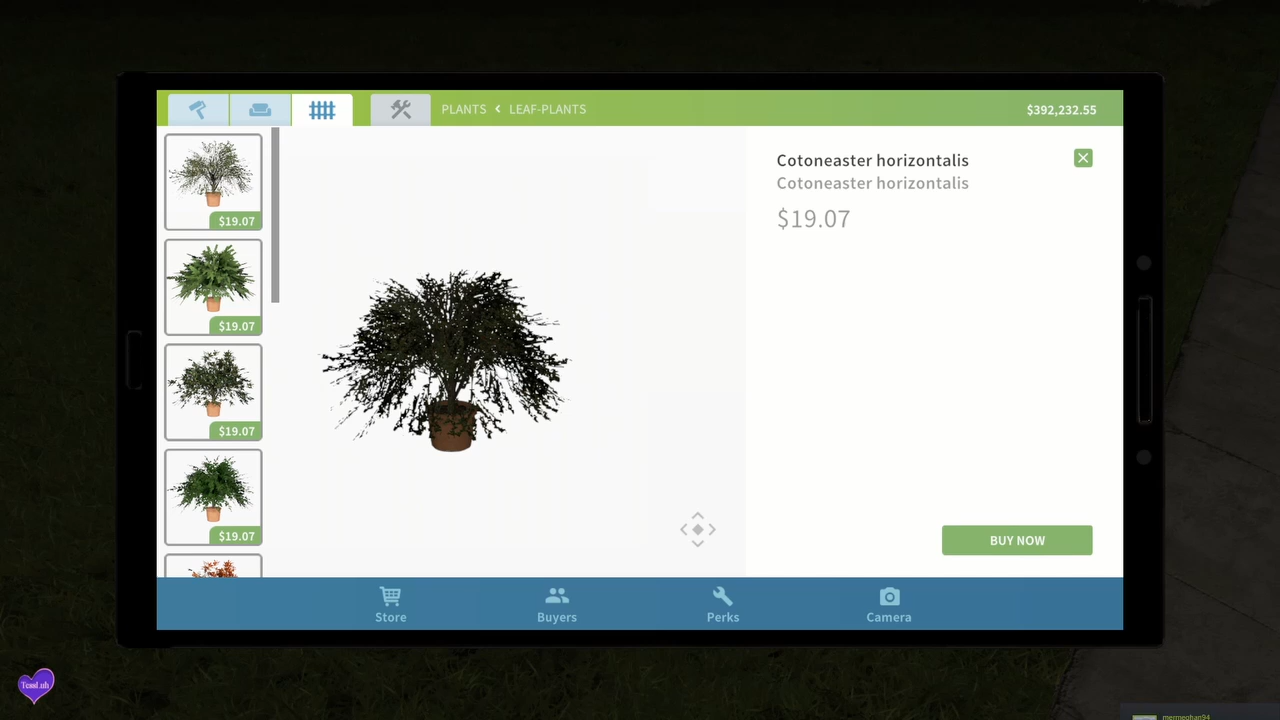 PLANTS < LEAF-PLANTS
$392,232.55
$19.07
$19.07
$19.07
$19.07
Cotoneaster horizontalis
Cotoneaster horizontalis
$19.07
BUY NOW
Store
Buyers
Perks
Camera
mermeghan94